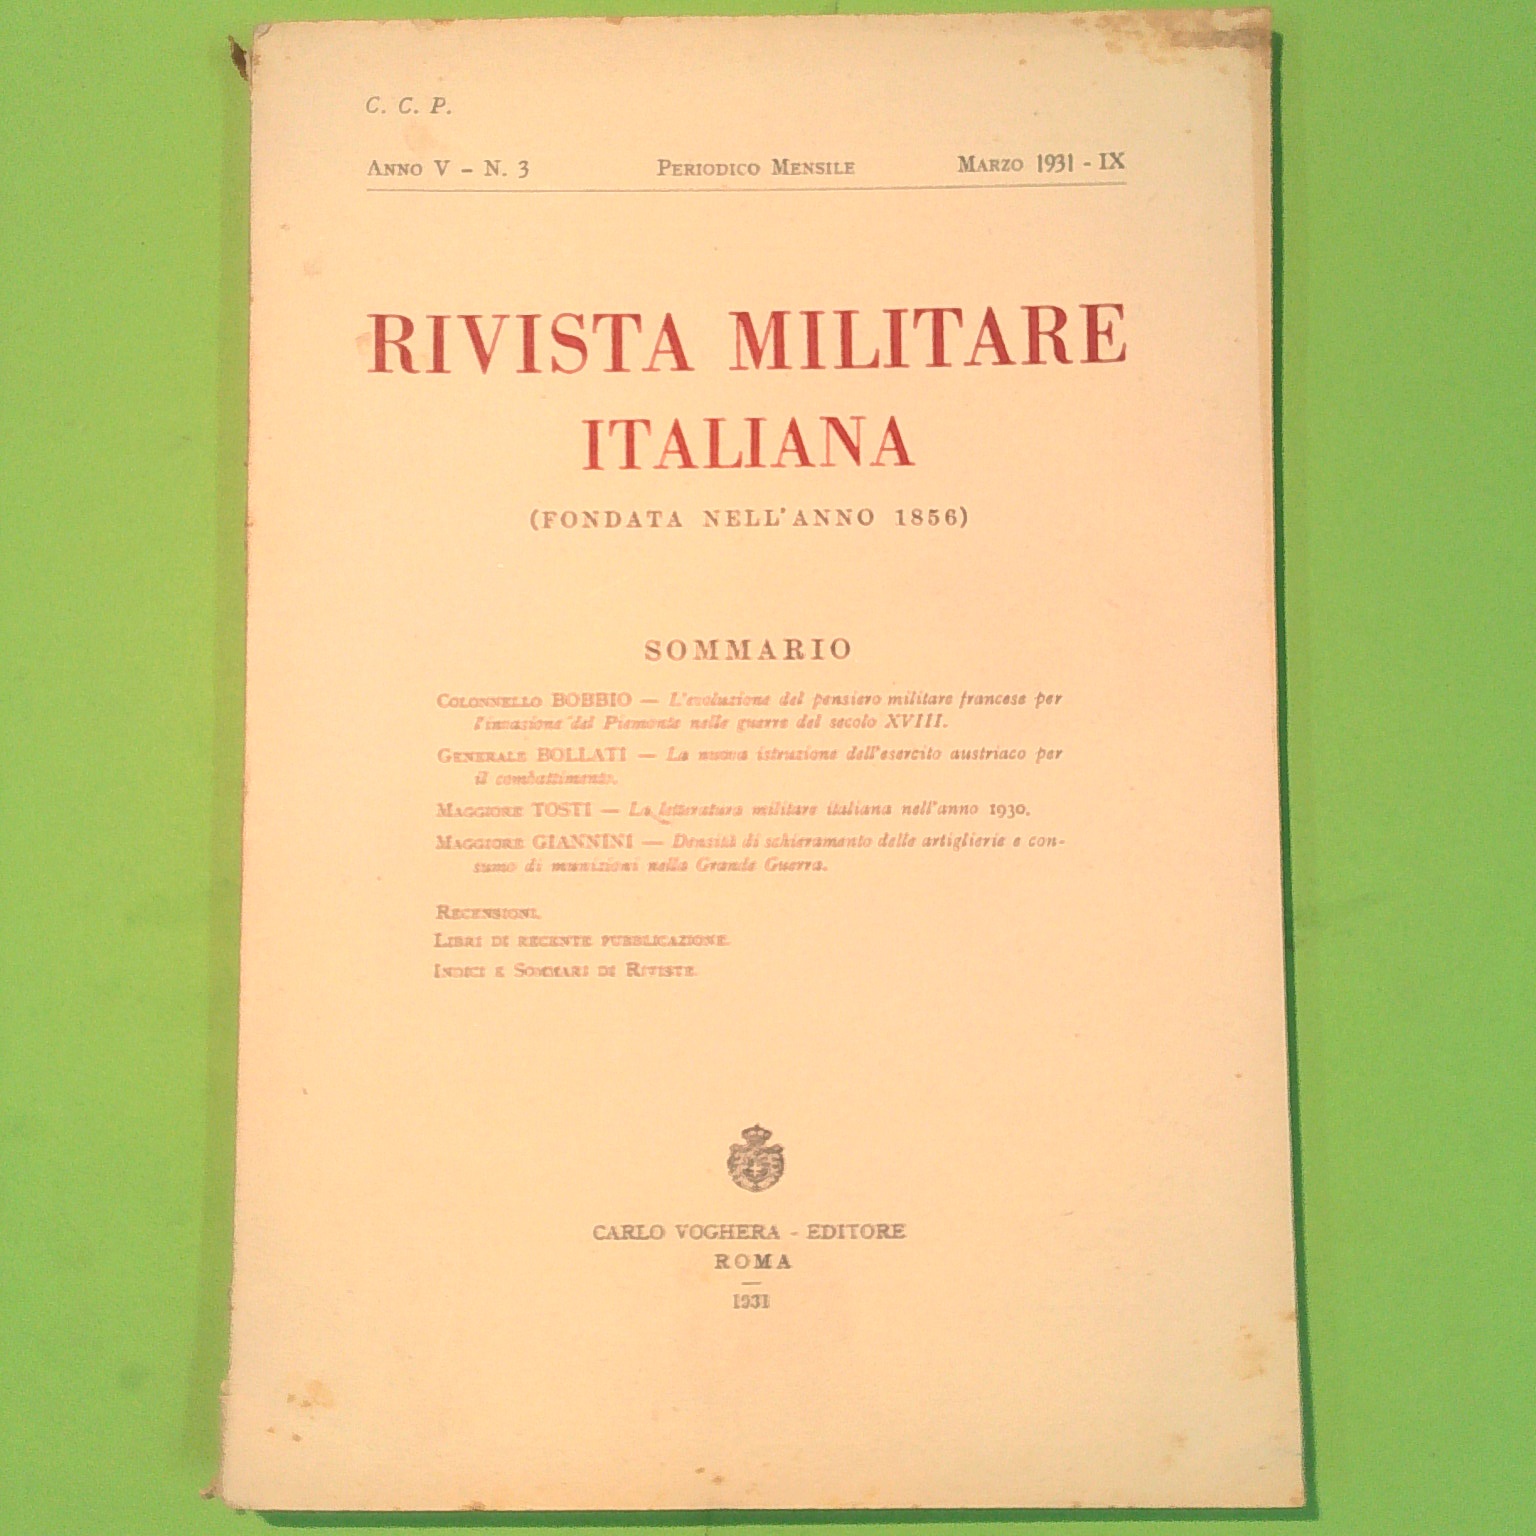 C. C. P.
Anno V – N. 3 Periodico Mensile Marzo 1931 - IX
RIVISTA MILITARE
ITALIANA
(FONDATA NELL'ANNO 1856)
SOMMARIO
Colonnello BOBBIO — L'evoluzione del pensiero militare francese per
l'invasione del Piemonte nelle guerre del secolo XVIII.
Generale BOLLATI — La nuova istruzione dell'esercito austriaco per
il combattimento.
Maggiore TOSTI — La letteratura militare italiana nell'anno 1930.
Maggiore GIANNINI — Densità di schieramento delle artiglierie e con-
sumo di munizioni nella Grande Guerra.
Recensioni.
Libri di recente pubblicazione.
Indici e Sommari di Riviste.
CARLO VOGHERA - EDITORE
ROMA
1931